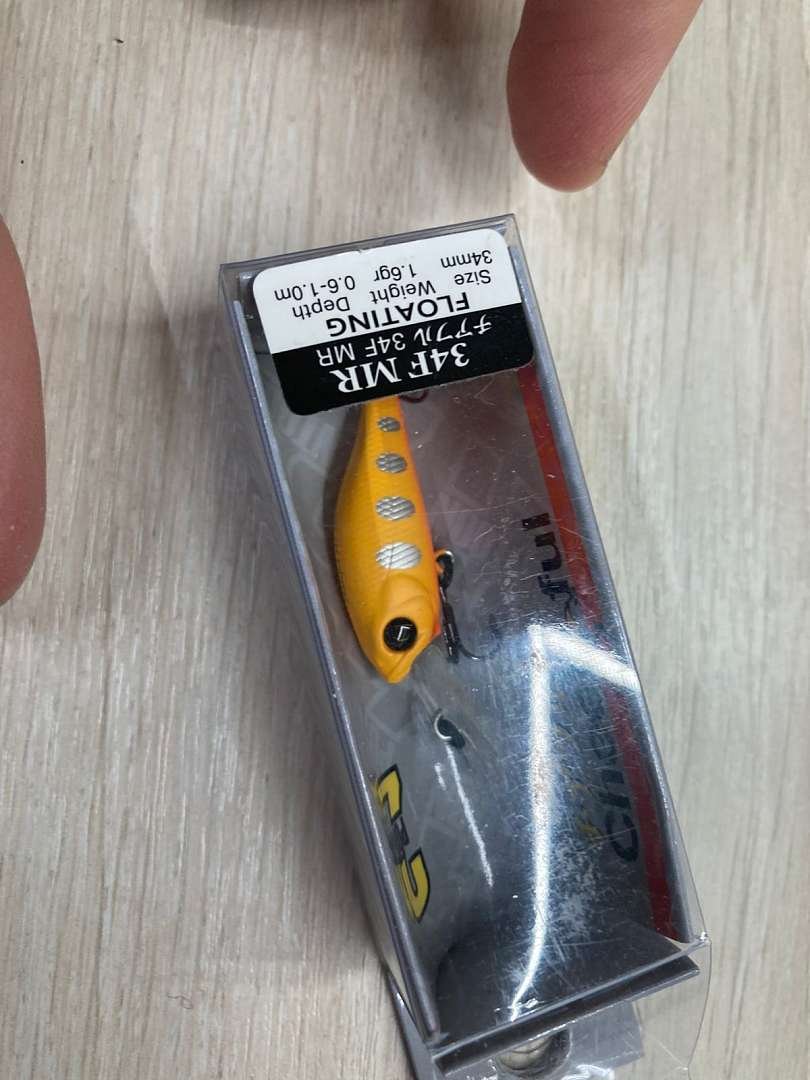 34F MR
チアフル 34F MR
FLOATING
Size Weight Depth
34mm 1.6gr 0.6-1.0m